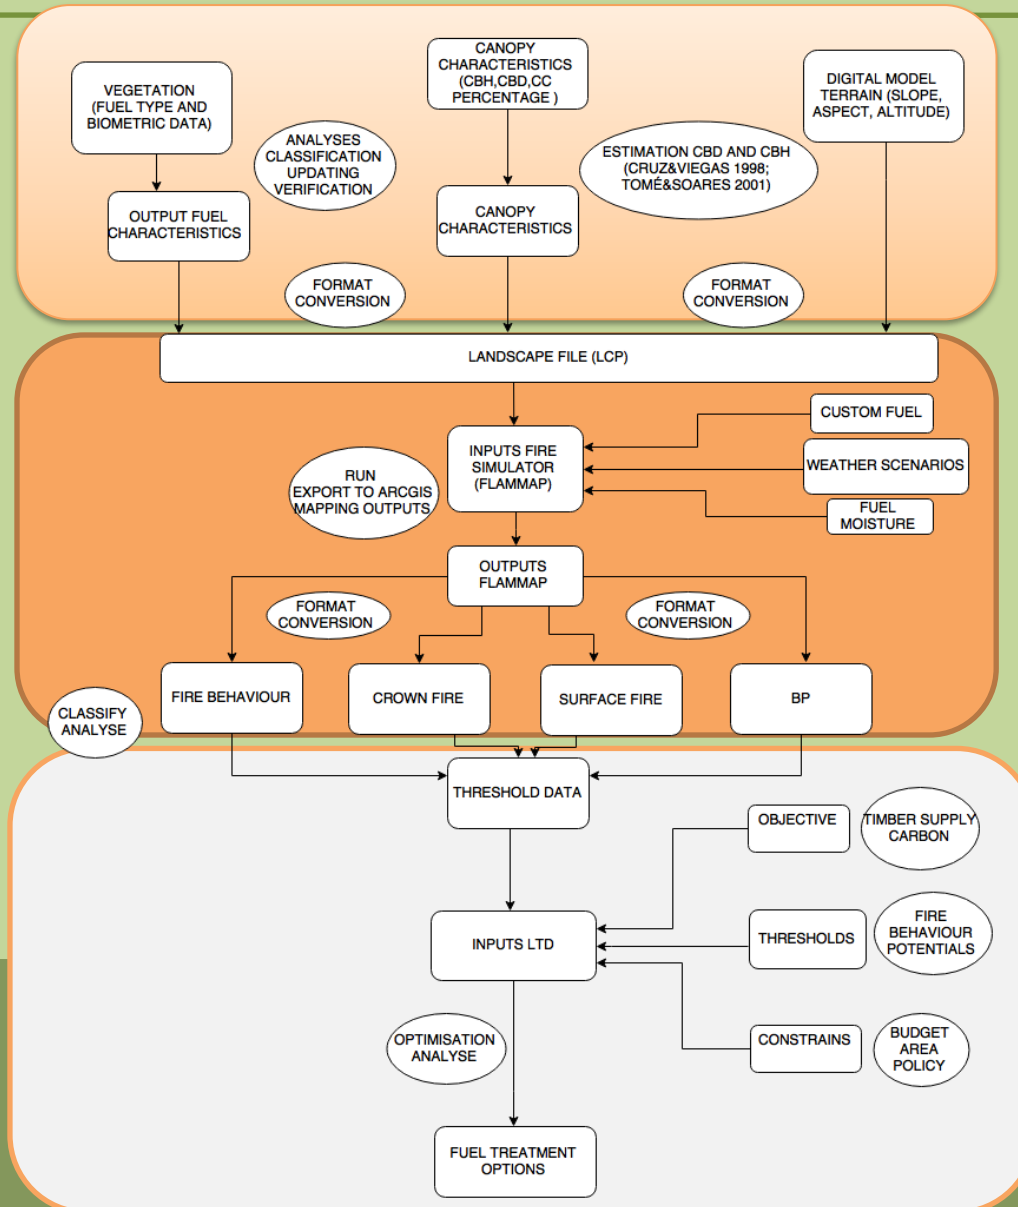 VEGETATION
(FUEL TYPE AND
BIOMETRIC DATA)
CANOPY
CHARACTERISTICS
(CBH,CBD,CC
PERCENTAGE )
DIGITAL MODEL
TERRAIN (SLOPE,
ASPECT, ALTITUDE)
ANALYSES
CLASSIFICATION
UPDATING
VERIFICATION
ESTIMATION CBD AND CBH
(CRUZ&VIEGAS 1998;
TOMÉ&SOARES 2001)
OUTPUT FUEL
CHARACTERISTICS
CANOPY
CHARACTERISTICS
FORMAT
CONVERSION
FORMAT
CONVERSION
LANDSCAPE FILE (LCP)
CUSTOM FUEL
INPUTS FIRE
SIMULATOR
(FLAMMAP)
WEATHER SCENARIOS
RUN
EXPORT TO ARCGIS
MAPPING OUTPUTS
FUEL
MOISTURE
OUTPUTS
FLAMMAP
FORMAT
CONVERSION
FORMAT
CONVERSION
FIRE BEHAVIOUR
CROWN FIRE
SURFACE FIRE
BP
CLASSIFY
ANALYSE
THRESHOLD DATA
OBJECTIVE
TIMBER SUPPLY
CARBON
INPUTS LTD
THRESHOLDS
FIRE
BEHAVIOUR
POTENTIALS
OPTIMISATION
ANALYSE
CONSTRAINS
BUDGET
AREA
POLICY
FUEL TREATMENT
OPTIONS